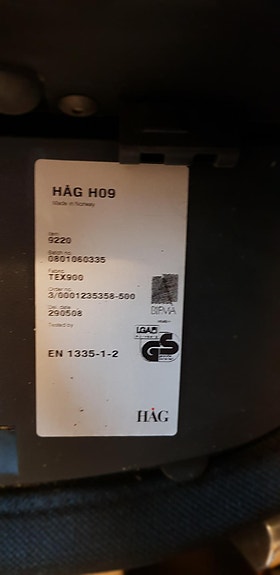 HÅG H09
Made in Norway
Item
9220
Batch no.
0801060335
Fabric
TEX900
Order no.
3/0001235358-500
Del. date
290508
Tested by
EN 1335-1-2
BIFMA
LGA
GS
HÅG